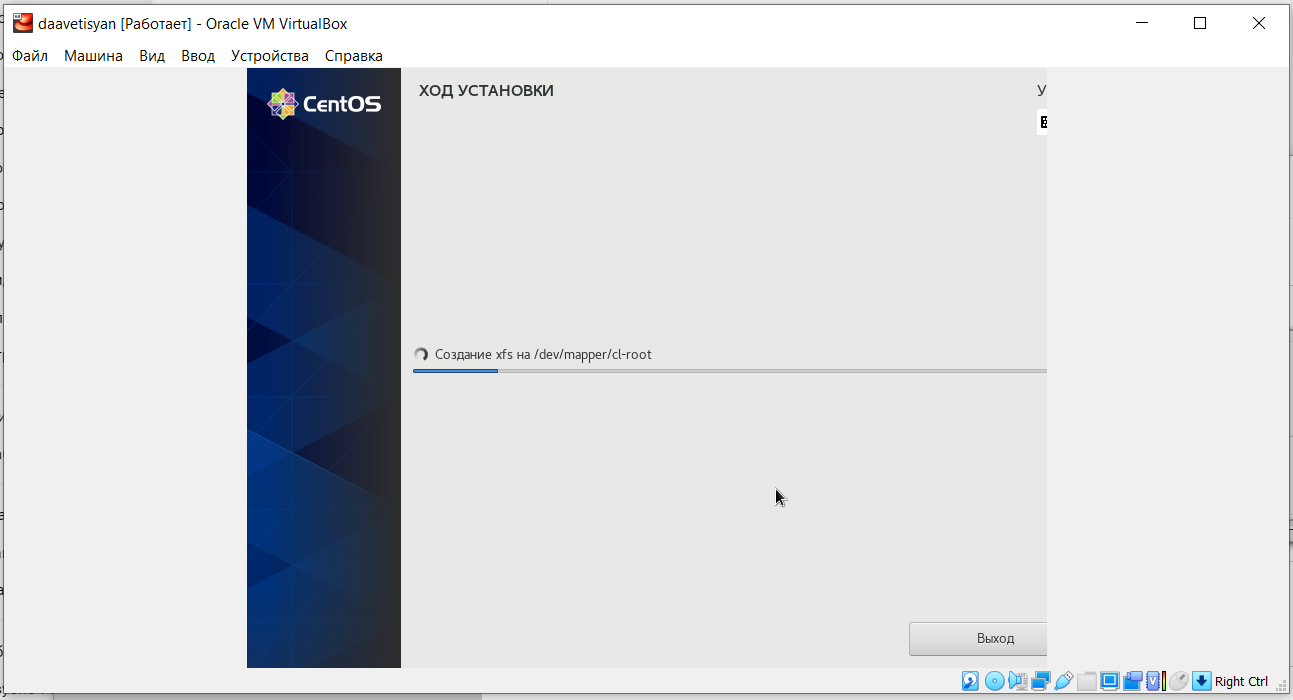 daavetisyan [Работает] - Oracle VM VirtualBox
Файл Машина Вид Ввод Устройства Справка
CentOS
ХОД УСТАНОВКИ
У
Создание xfs на /dev/mapper/cl-root
Выход
Right Ctrl